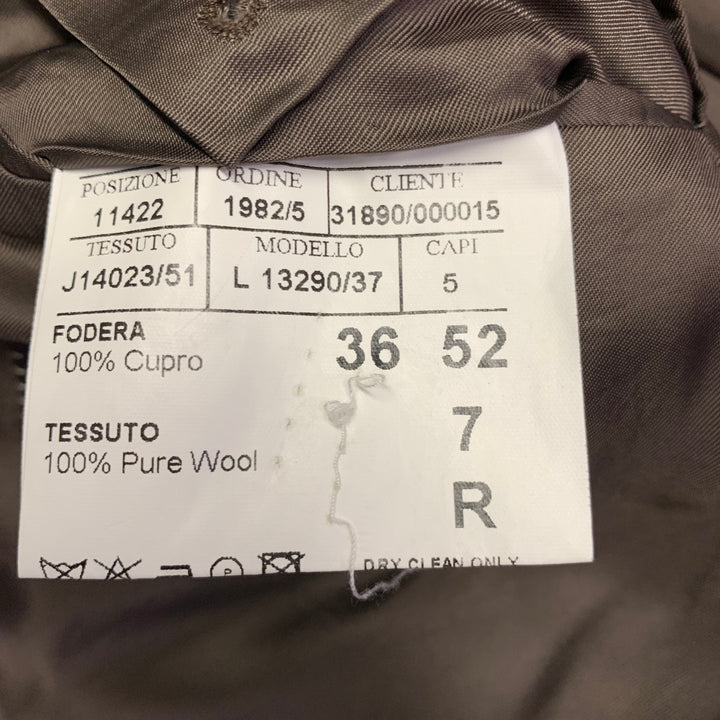 POSIZIONE ORDINE CLIENTE
11422 1982/5 31890/000015
TESSUTO MODELLO CAPI
J14023/51 L 13290/37 5
FODERA 36 52
100% Cupro
7
TESSUTO
100% Pure Wool
R
P DRY CLEAN ONLY